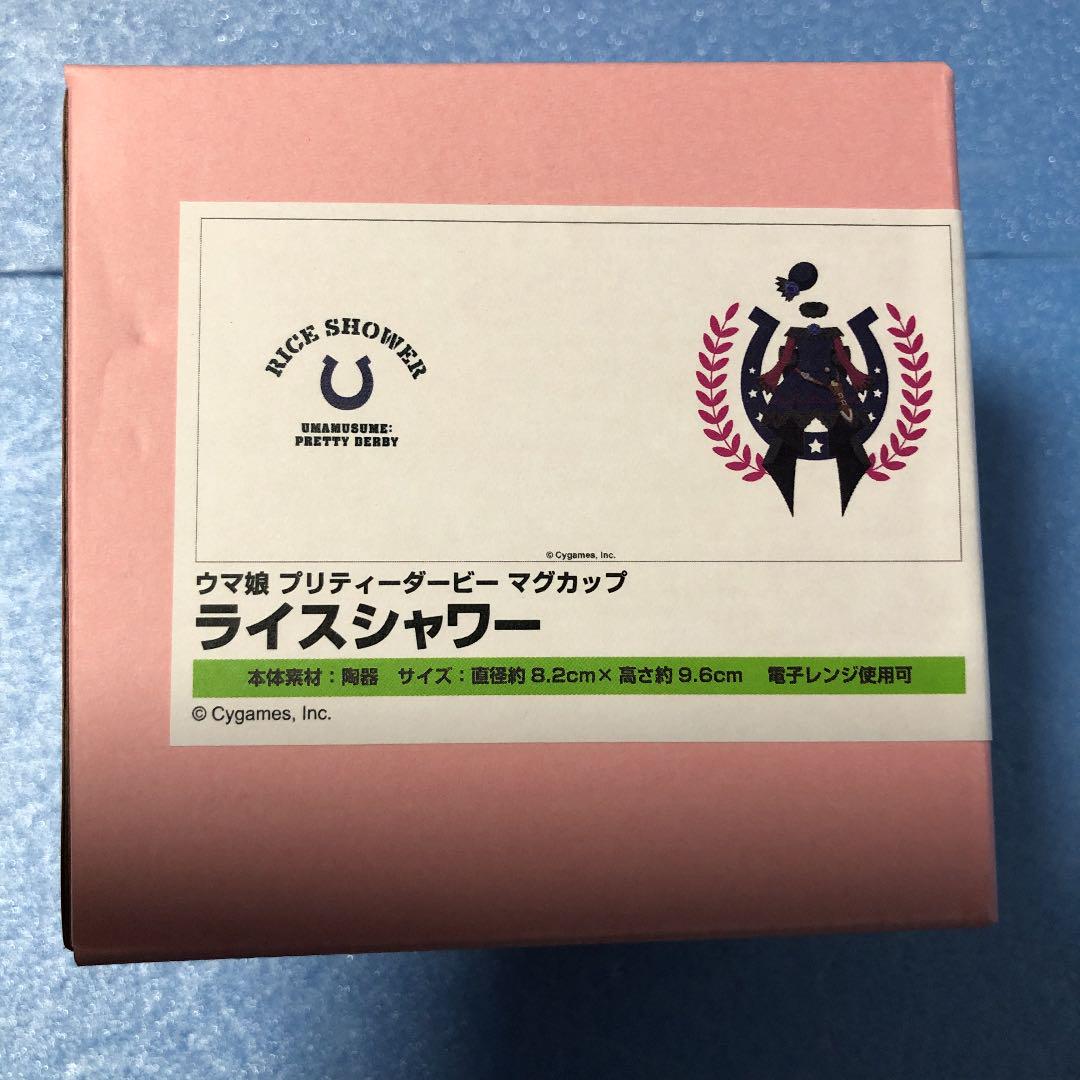 RICE SHOWER
UMAMUSUME:
PRETTY DERBY
© Cygames, Inc.
ウマ娘 プリティーダービー マグカップ
ライスシャワー
本体素材：陶器　サイズ：直径約 8.2cm× 高さ約 9.6cm　電子レンジ使用可
© Cygames, Inc.